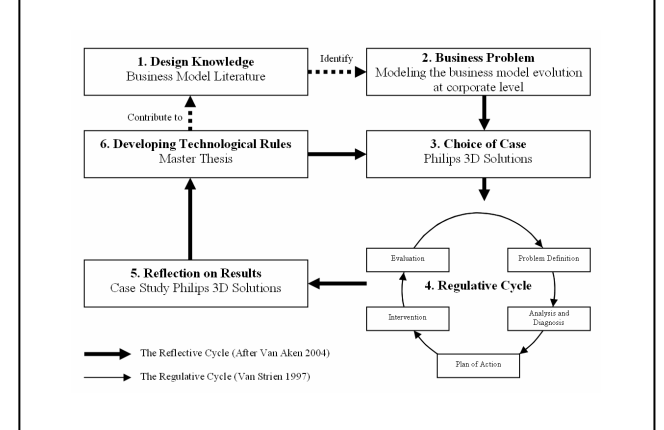 1. Design Knowledge
Business Model Literature
Identify
2. Business Problem
Modeling the business model evolution
at corporate level
Contribute to
6. Developing Technological Rules
Master Thesis
3. Choice of Case
Philips 3D Solutions
Evaluation
Problem Definition
5. Reflection on Results
Case Study Philips 3D Solutions
4. Regulative Cycle
Intervention
Analysis and
Diagnosis
Plan of Action
The Reflective Cycle (After Van Aken 2004)
The Regulative Cycle (Van Strien 1997)